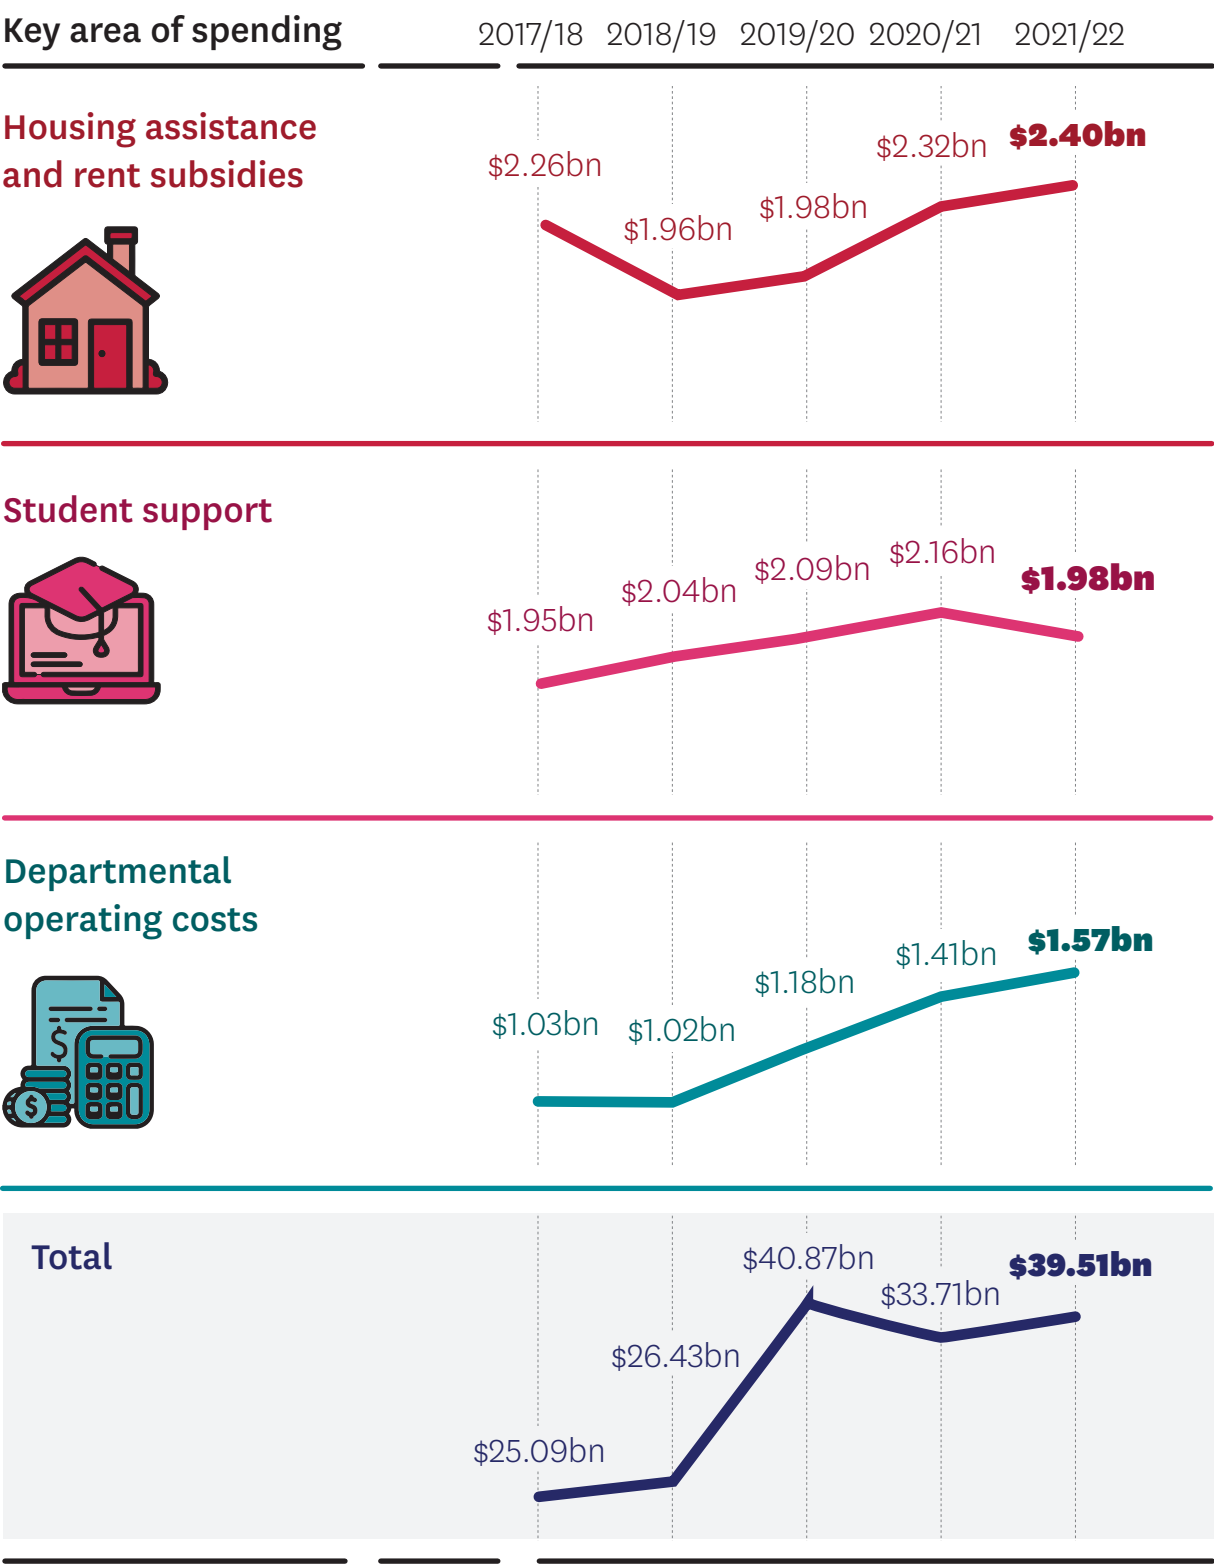 Key area of spending 2017/18 2018/19 2019/20 2020/21 2021/22
Housing assistance
and rent subsidies
$2.26bn $1.96bn $1.98bn $2.32bn $2.40bn
Student support
$1.95bn $2.04bn $2.09bn $2.16bn $1.98bn
Departmental
operating costs
$1.03bn $1.02bn $1.18bn $1.41bn $1.57bn
$
$
Total
$25.09bn $26.43bn $40.87bn $33.71bn $39.51bn